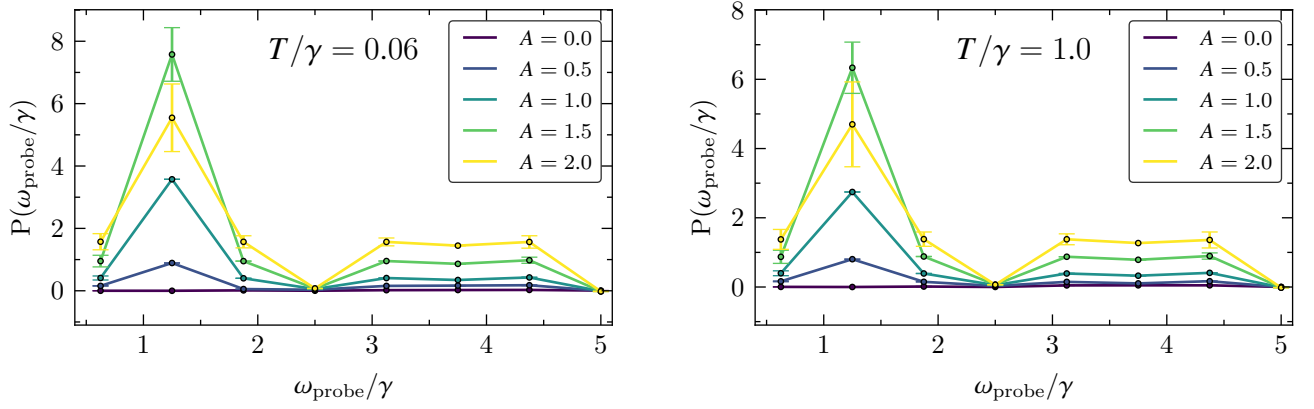 T/γ = 0.06
A = 0.0
A = 0.5
A = 1.0
A = 1.5
A = 2.0
P(ω_probe/γ)
8
6
4
2
0
1 2 3 4 5
ω_probe/γ
T/γ = 1.0
A = 0.0
A = 0.5
A = 1.0
A = 1.5
A = 2.0
P(ω_probe/γ)
8
6
4
2
0
1 2 3 4 5
ω_probe/γ